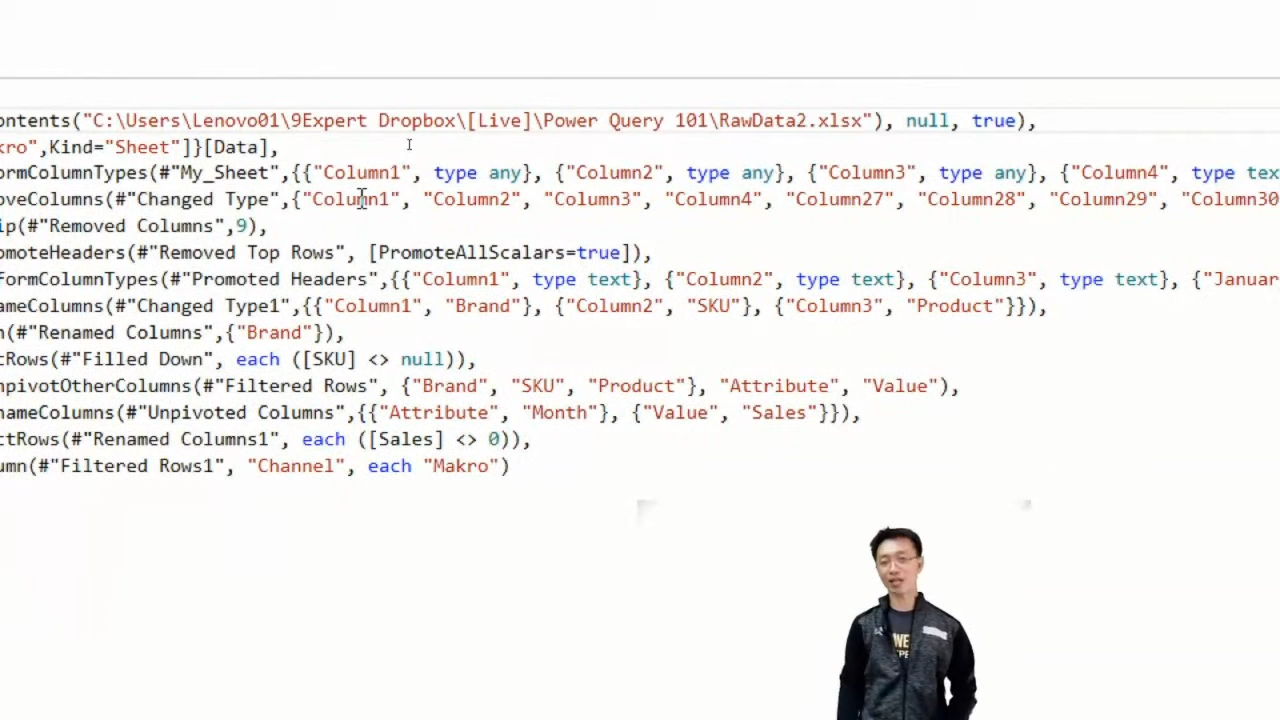 ontents("C:\Users\Lenovo01\9Expert Dropbox\[Live]\Power Query 101\RawData2.xlsx"), null, true),
kro",Kind="Sheet"]}[Data],
ormColumnTypes(#"My_Sheet",{{"Column1", type any}, {"Column2", type any}, {"Column3", type any}, {"Column4", type tex
oveColumns(#"Changed Type",{"Column1", "Column2", "Column3", "Column4", "Column27", "Column28", "Column29", "Column30
ip(#"Removed Columns",9),
omoteHeaders(#"Removed Top Rows", [PromoteAllScalars=true]),
formColumnTypes(#"Promoted Headers",{{"Column1", type text}, {"Column2", type text}, {"Column3", type text}, {"Januar
ameColumns(#"Changed Type1",{{"Column1", "Brand"}, {"Column2", "SKU"}, {"Column3", "Product"}}),
n(#"Renamed Columns",{"Brand"}),
tRows(#"Filled Down", each ([SKU] <> null)),
npivotOtherColumns(#"Filtered Rows", {"Brand", "SKU", "Product"}, "Attribute", "Value"),
nameColumns(#"Unpivoted Columns",{{"Attribute", "Month"}, {"Value", "Sales"}}),
ctRows(#"Renamed Columns1", each ([Sales] <> 0)),
umn(#"Filtered Rows1", "Channel", each "Makro")